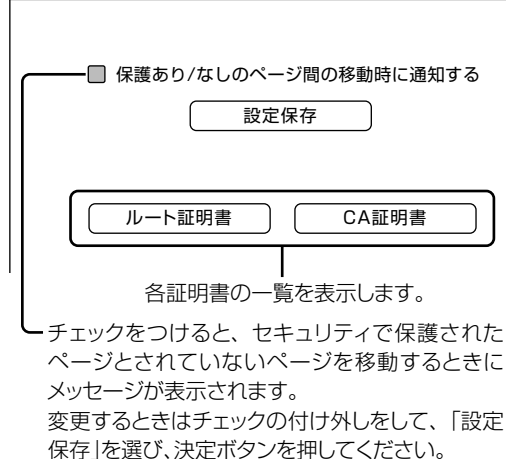 保護あり/なしのページ間の移動時に通知する
設定保存
ルート証明書
CA証明書
各証明書の一覧を表示します。
チェックをつけると、セキュリティで保護された
ページとされていないページを移動するときに
メッセージが表示されます。
変更するときはチェックの付け外しをして、「設定
保存」を選び、決定ボタンを押してください。